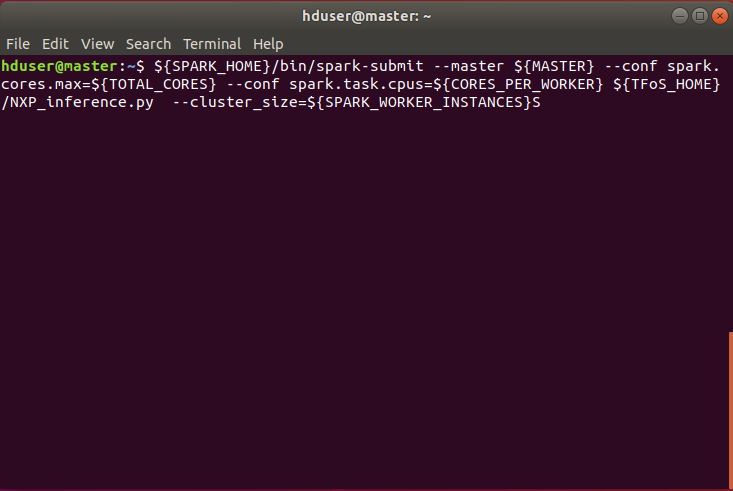 hduser@master: ~
File Edit View Search Terminal Help
hduser@master:~$ ${SPARK_HOME}/bin/spark-submit --master ${MASTER} --conf spark.
cores.max=${TOTAL_CORES} --conf spark.task.cpus=${CORES_PER_WORKER} ${TFoS_HOME}
/NXP_inference.py  --cluster_size=${SPARK_WORKER_INSTANCES}S